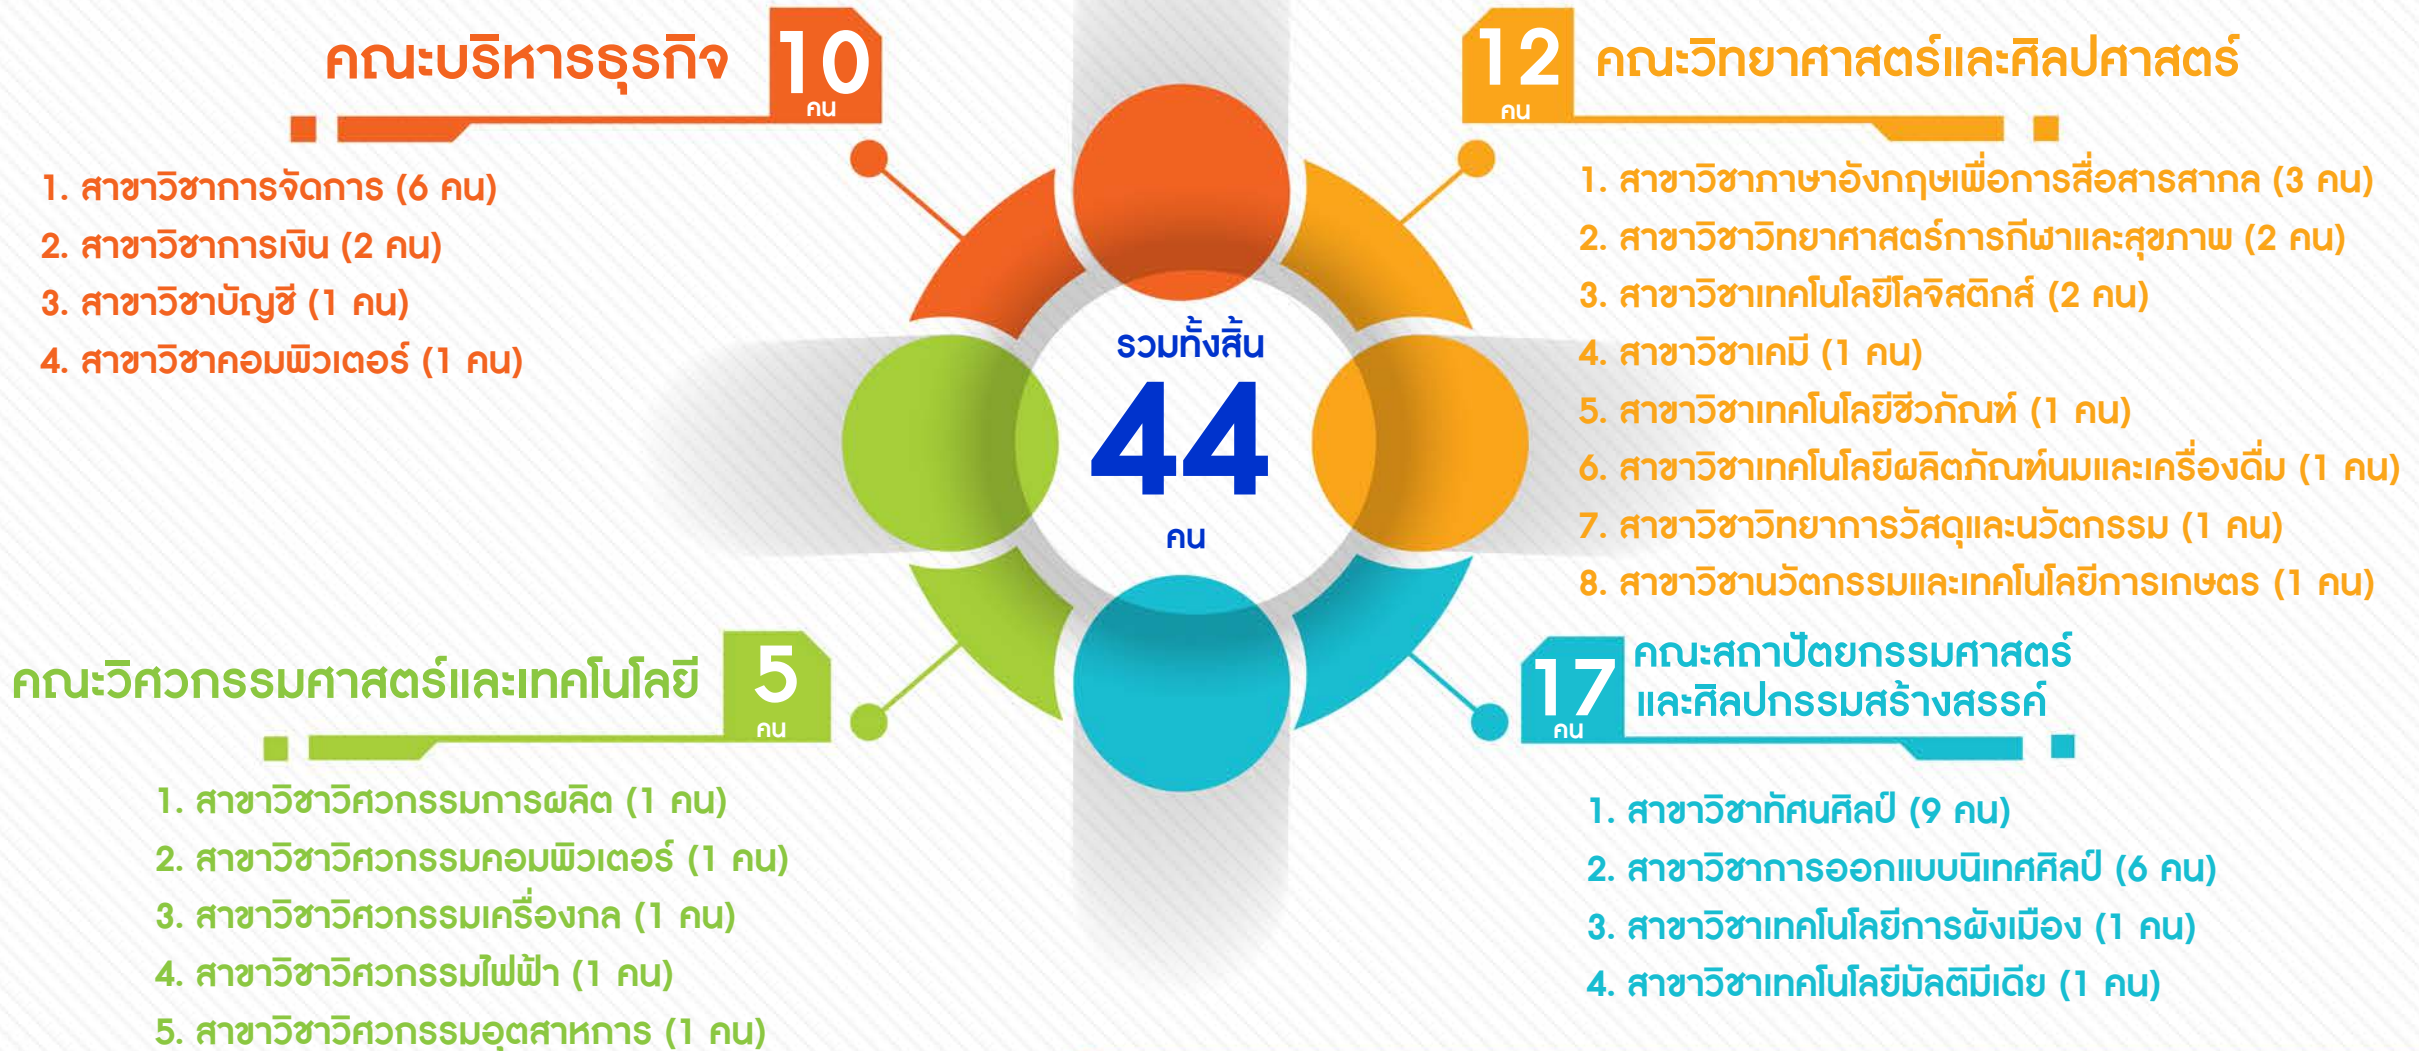 คณะบริหารธุรกิจ
10
คน
1. สาขาวิชาการจัดการ (6 คน)
2. สาขาวิชาการเงิน (2 คน)
3. สาขาวิชาบัญชี (1 คน)
4. สาขาวิชาคอมพิวเตอร์ (1 คน)
12
คน
คณะวิทยาศาสตร์และศิลปศาสตร์
1. สาขาวิชาภาษาอังกฤษเพื่อการสื่อสารสากล (3 คน)
2. สาขาวิชาวิทยาศาสตร์การกีฬาและสุขภาพ (2 คน)
3. สาขาวิชาเทคโนโลยีโลจิสติกส์ (2 คน)
4. สาขาวิชาเคมี (1 คน)
5. สาขาวิชาเทคโนโลยีชีวภัณฑ์ (1 คน)
6. สาขาวิชาเทคโนโลยีผลิตภัณฑ์นมและเครื่องดื่ม (1 คน)
7. สาขาวิชาวิทยาการวัสดุและนวัตกรรม (1 คน)
8. สาขาวิชานวัตกรรมและเทคโนโลยีการเกษตร (1 คน)
รวมทั้งสิ้น
44
คน
คณะวิศวกรรมศาสตร์และเทคโนโลยี
5
คน
1. สาขาวิชาวิศวกรรมการผลิต (1 คน)
2. สาขาวิชาวิศวกรรมคอมพิวเตอร์ (1 คน)
3. สาขาวิชาวิศวกรรมเครื่องกล (1 คน)
4. สาขาวิชาวิศวกรรมไฟฟ้า (1 คน)
5. สาขาวิชาวิศวกรรมอุตสาหการ (1 คน)
17
คน
คณะสถาปัตยกรรมศาสตร์
และศิลปกรรมสร้างสรรค์
1. สาขาวิชาทัศนศิลป์ (9 คน)
2. สาขาวิชาการออกแบบนิเทศศิลป์ (6 คน)
3. สาขาวิชาเทคโนโลยีการผังเมือง (1 คน)
4. สาขาวิชาเทคโนโลยีมัลติมีเดีย (1 คน)